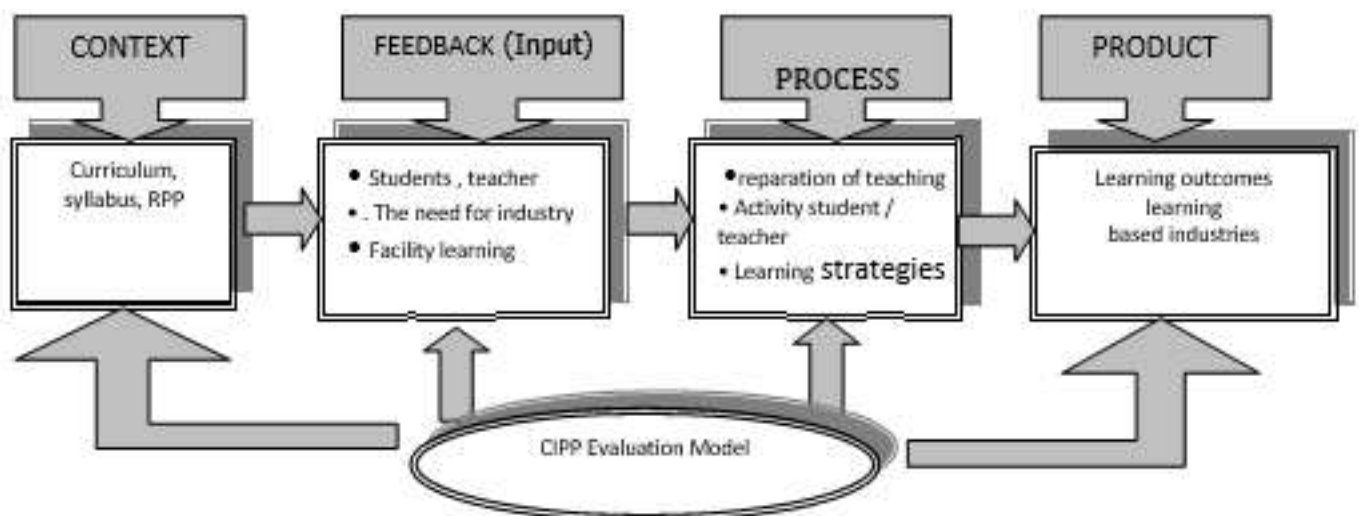 CONTEXT
FEEDBACK (Input)
PROCESS
PRODUCT
Curriculum,
syllabus, RPP
• Students , teacher
• . The need for industry
• Facility learning
•reparation of teaching
• Activity student /
teacher
• Learning strategies
Learning outcomes
learning
based industries
CIPP Evaluation Model